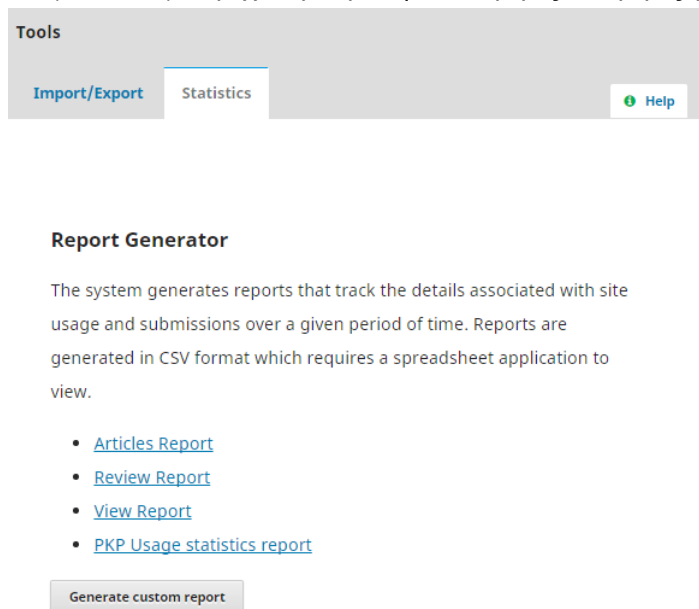 Tools
Import/Export
Statistics
Help
Report Generator
The system generates reports that track the details associated with site
usage and submissions over a given period of time. Reports are
generated in CSV format which requires a spreadsheet application to
view.
Articles Report
Review Report
View Report
PKP Usage statistics report
Generate custom report